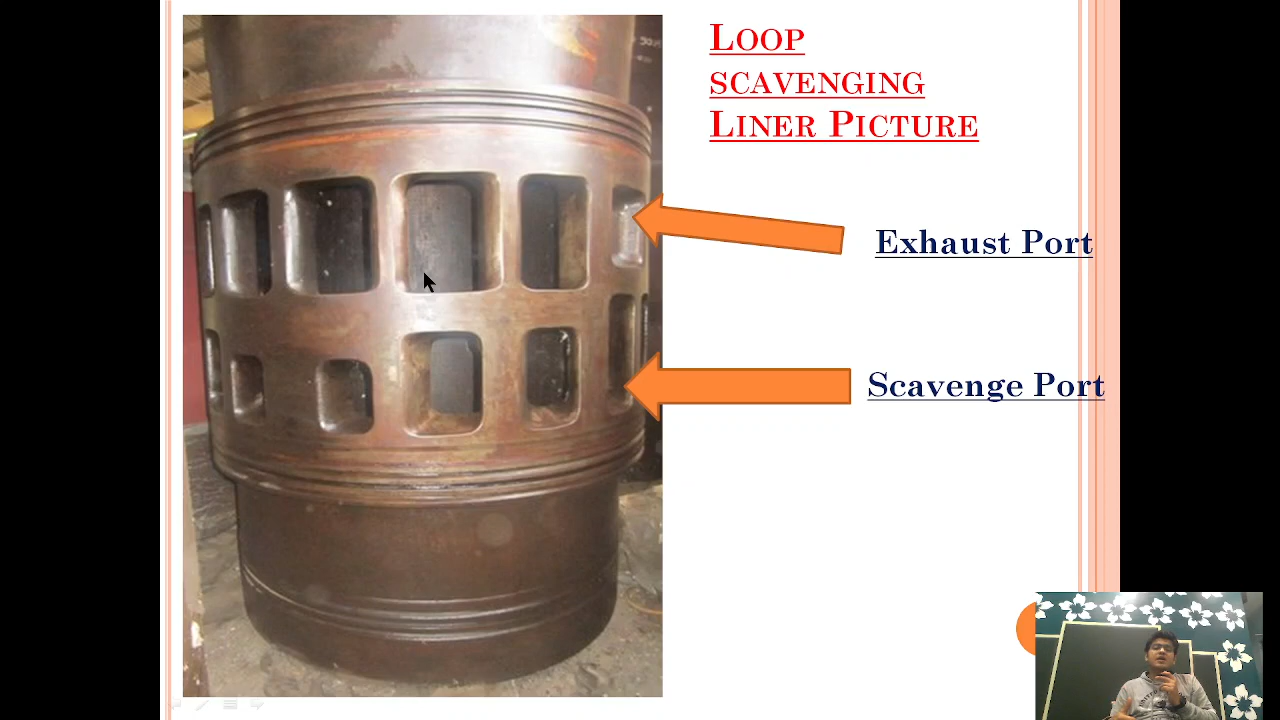 LOOP
SCAVENGING
LINER PICTURE
Exhaust Port
Scavenge Port